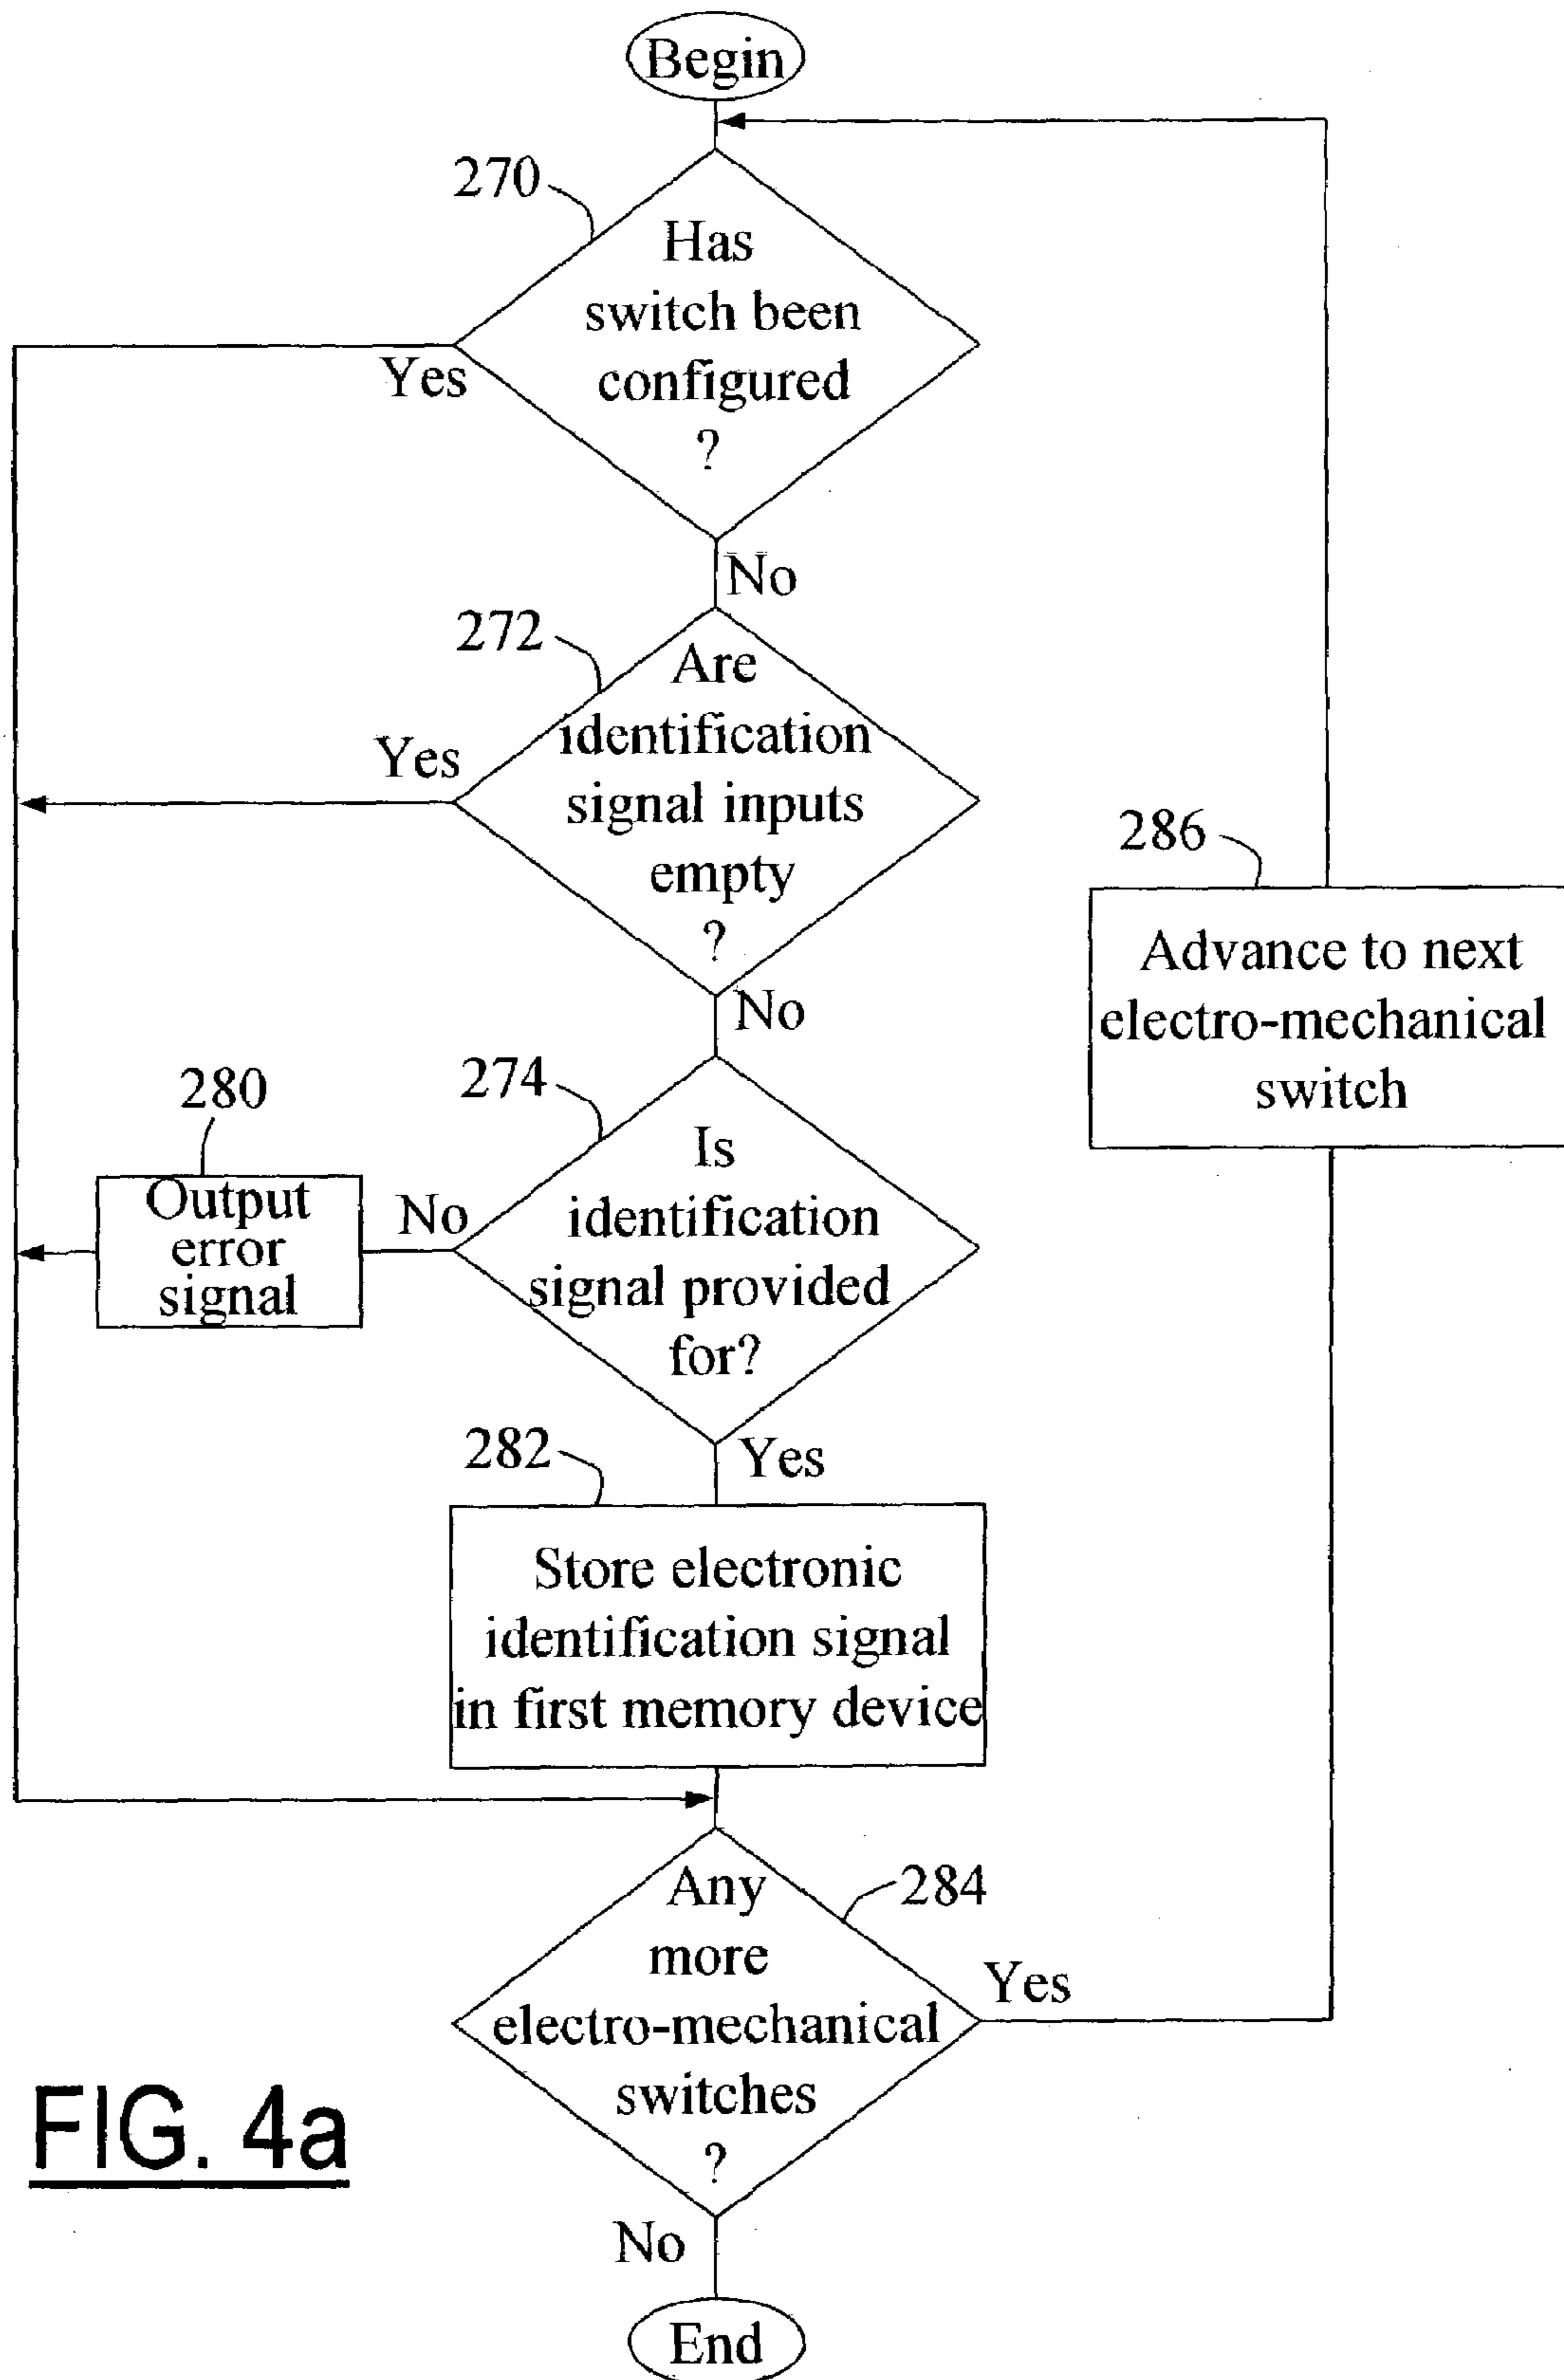 Begin
270
Has
switch been
configured
?
Yes
No
272
Are
identification
signal inputs
empty
?
Yes
No
286
Advance to next
electro-mechanical
switch
280
Output
error
signal
No
274
Is
identification
signal provided
for?
Yes
282
Store electronic
identification signal
in first memory device
Any
more
electro-mechanical
switches
?
284
Yes
No
End
FIG. 4a